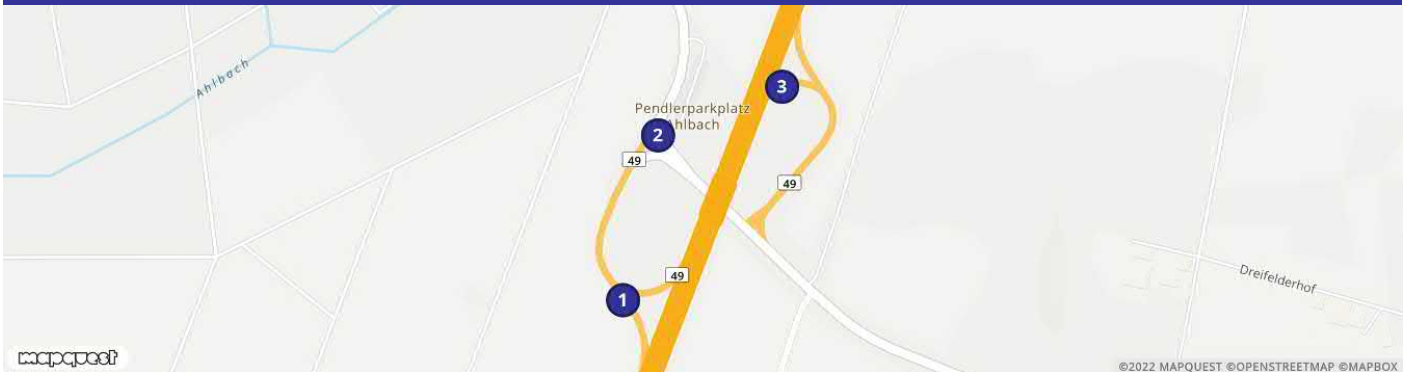 Ahlbach
3
Pendlerparkplatz
Ahlbach
2
49
49
49
1
Dreifelderhof
mapquest
©2022 MAPQUEST ©OPENSTREETMAP ©MAPBOX